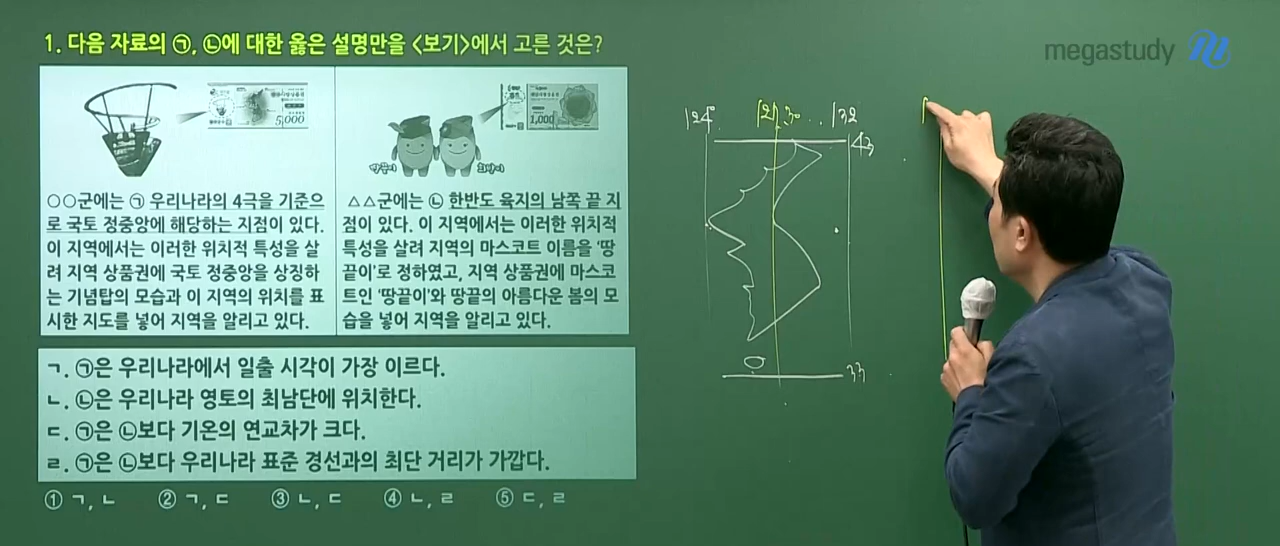 1. 다음 자료의 ㉠, ㉡에 대한 옳은 설명만을 <보기>에서 고른 것은?
megastudy
5,000
1,000
땅끝이
희망이
○○군에는 ㉠ 우리나라의 4극을 기준으
로 국토 정중앙에 해당하는 지점이 있다.
이 지역에서는 이러한 위치적 특성을 살
려 지역 상품권에 국토 정중앙을 상징하
는 기념탑의 모습과 이 지역의 위치를 표
시한 지도를 넣어 지역을 알리고 있다.
△△군에는 ㉡ 한반도 육지의 남쪽 끝 지
점이 있다. 이 지역에서는 이러한 위치적
특성을 살려 지역의 마스코트 이름을 '땅
끝이'로 정하였고, 지역 상품권에 마스코
트인 '땅끝이'와 땅끝의 아름다운 봄의 모
습을 넣어 지역을 알리고 있다.
ㄱ. ㉠은 우리나라에서 일출 시각이 가장 이르다.
ㄴ. ㉡은 우리나라 영토의 최남단에 위치한다.
ㄷ. ㉠은 ㉡보다 기온의 연교차가 크다.
ㄹ. ㉠은 ㉡보다 우리나라 표준 경선과의 최단 거리가 가깝다.
① ㄱ, ㄴ ② ㄱ, ㄷ ③ ㄴ, ㄷ ④ ㄴ, ㄹ ⑤ ㄷ, ㄹ
124° 132
43
33